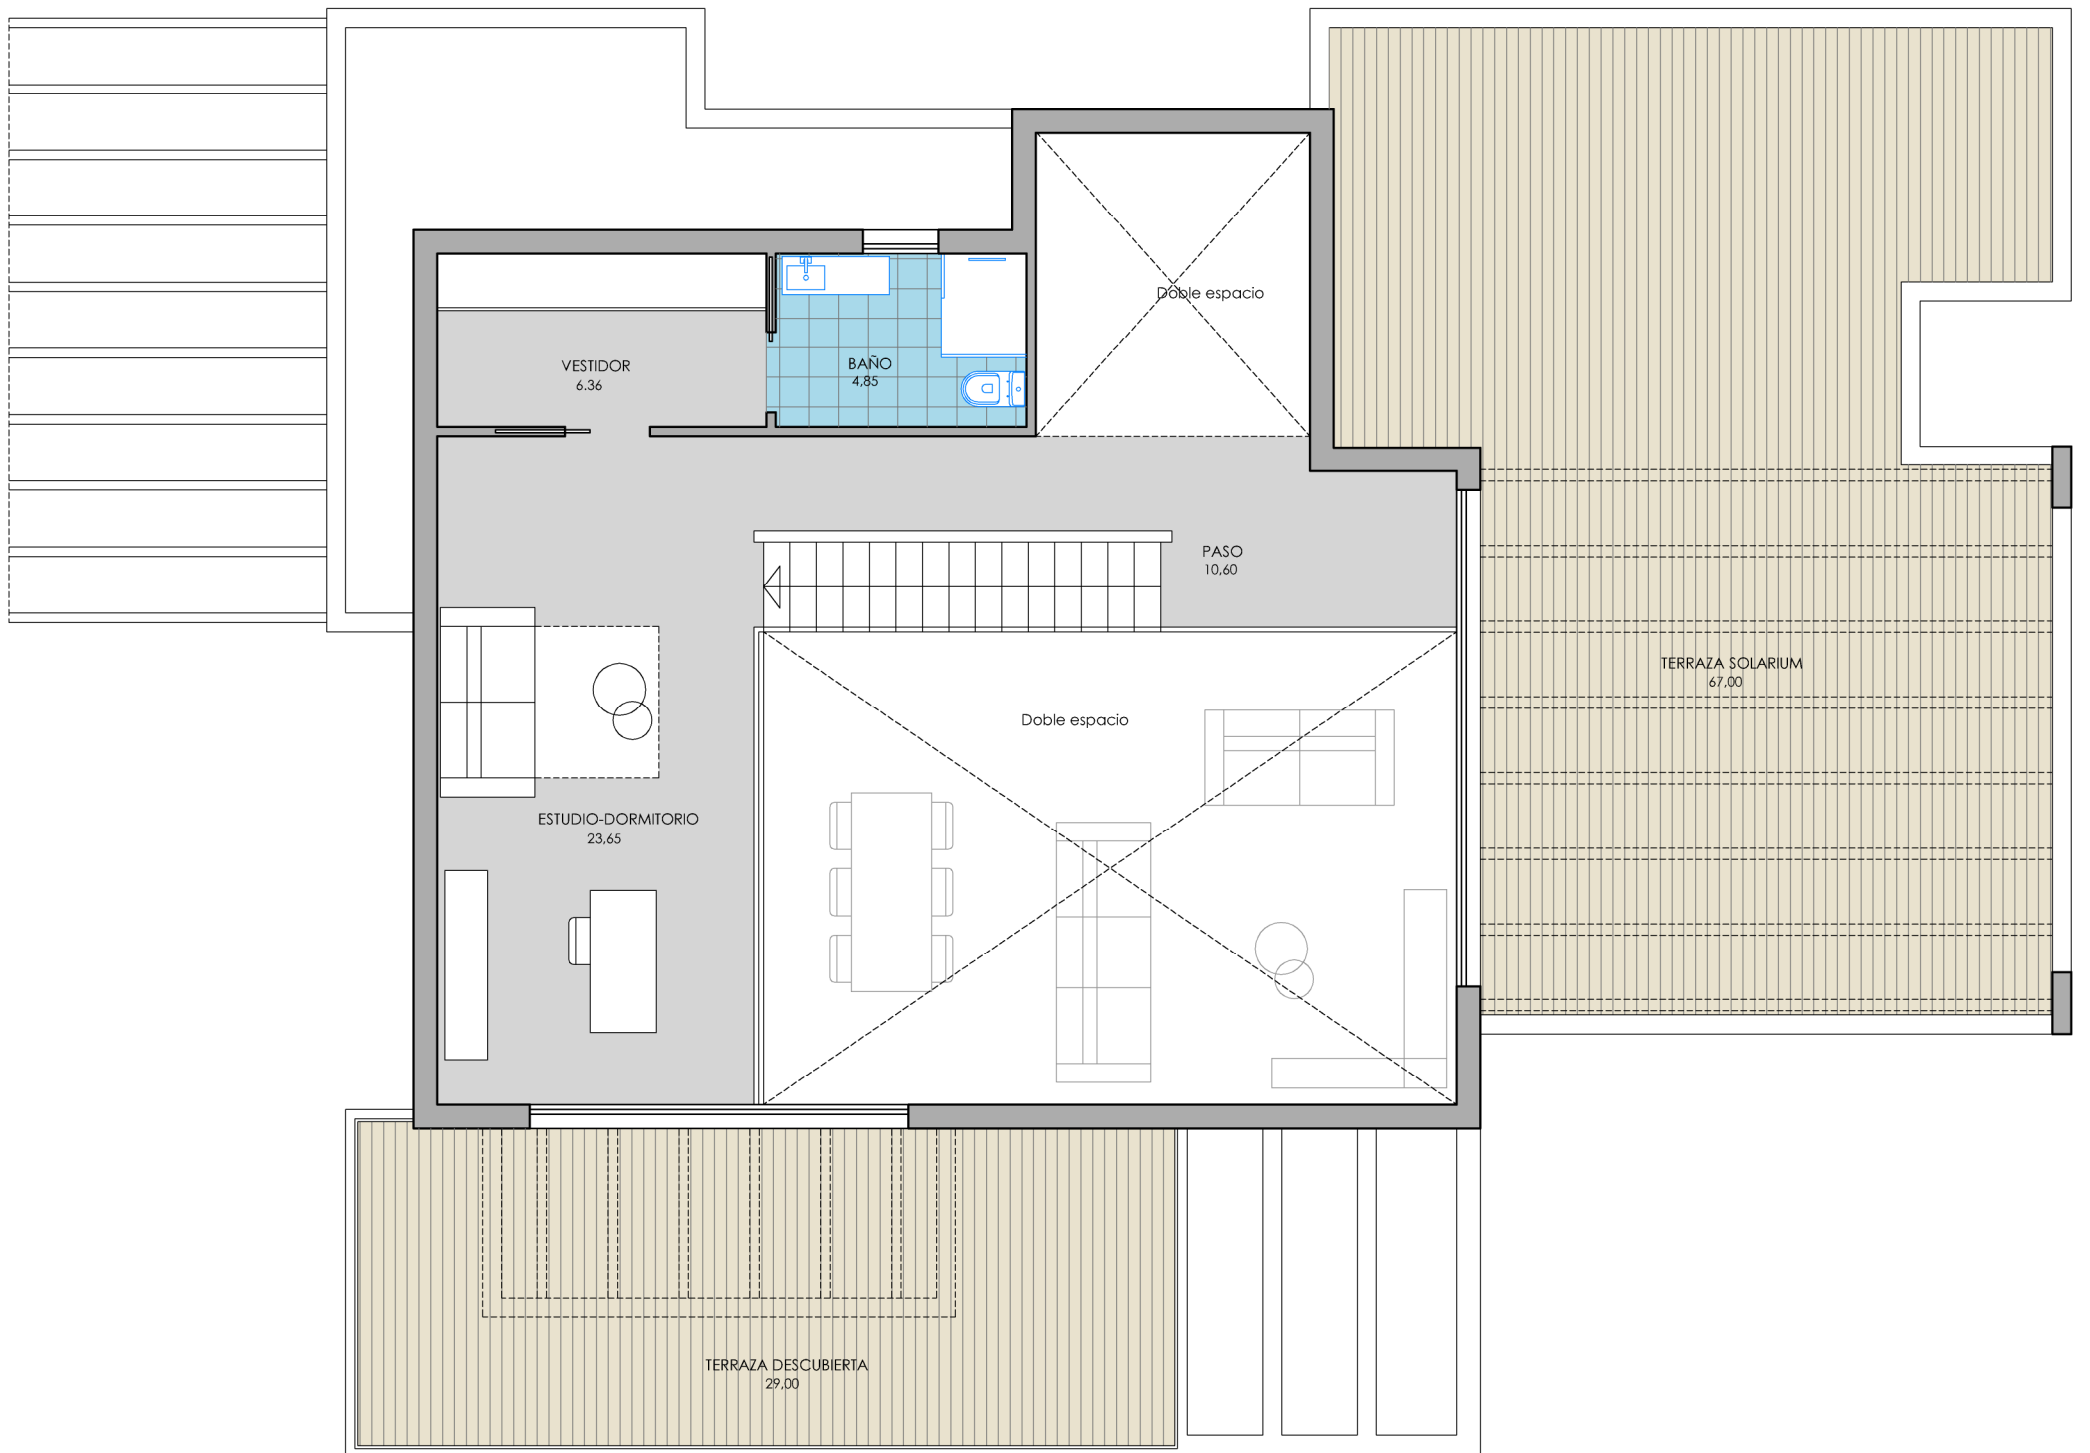 Doble espacio
VESTIDOR
6.36
BAÑO
4,85
PASO
10,60
TERRAZA SOLARIUM
67,00
Doble espacio
ESTUDIO-DORMITORIO
23,65
TERRAZA DESCUBIERTA
29,00